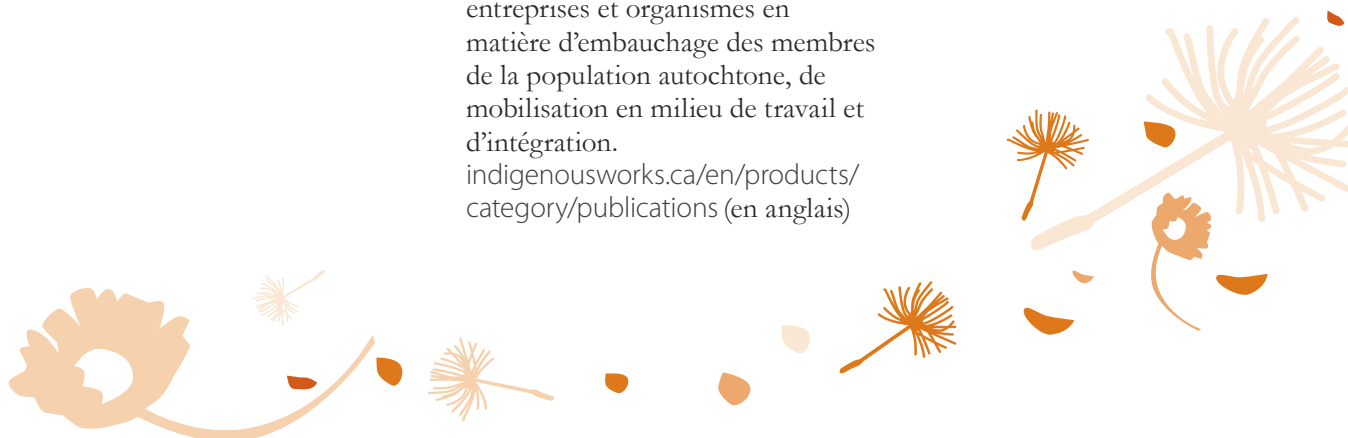 entreprises et organismes en
matière d’embauchage des membres
de la population autochtone, de
mobilisation en milieu de travail et
d’intégration.
indigenousworks.ca/en/products/
category/publications (en anglais)